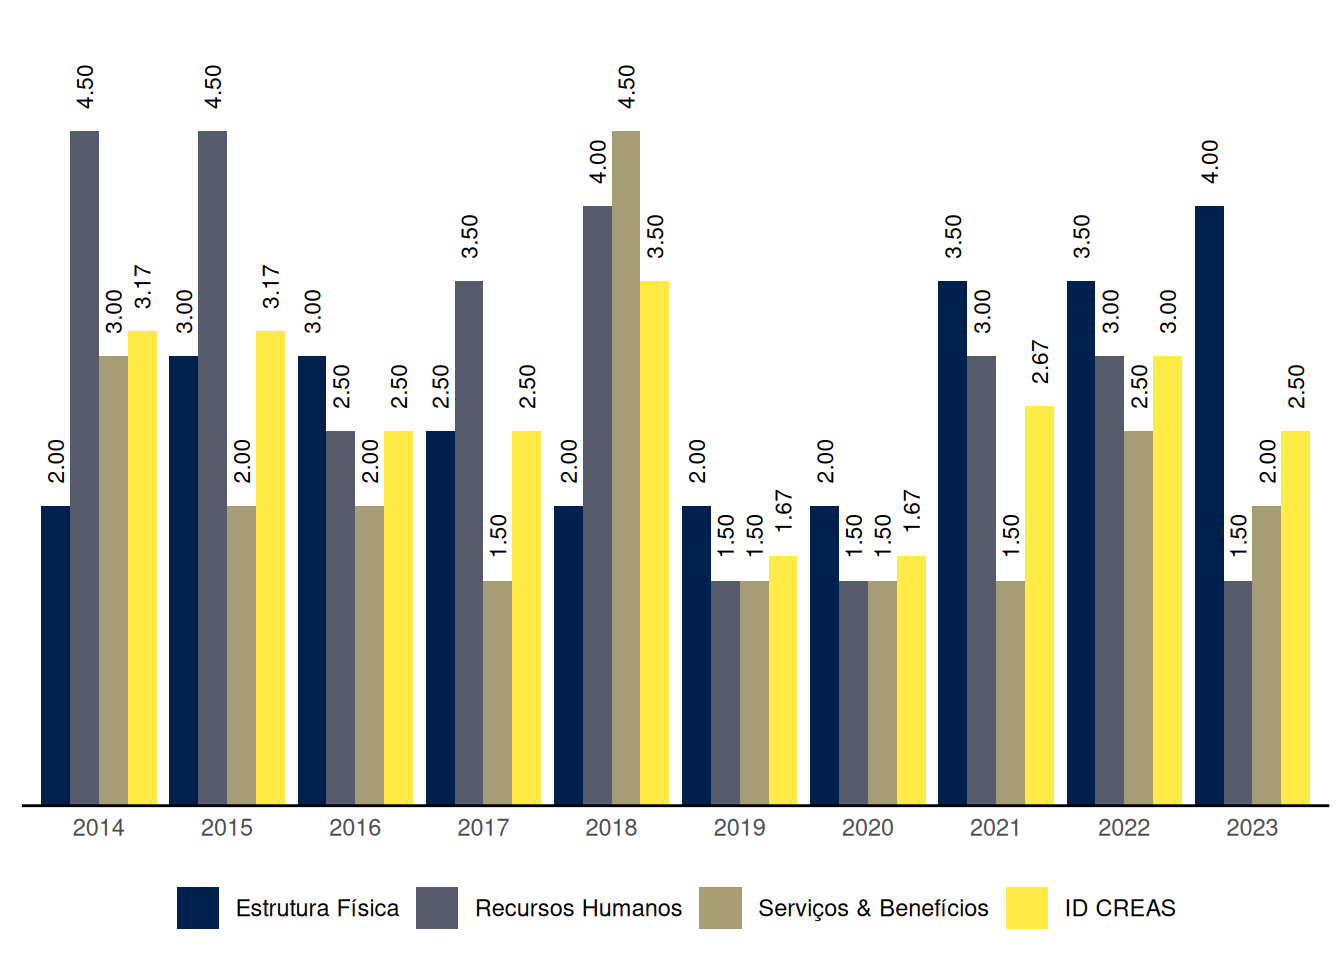 4.50 4.50 4.50
4.00 4.00
3.50 3.50 3.50 3.50
3.17 3.17
3.00 3.00 3.00 3.00 3.00 3.00
2.67
2.50 2.50 2.50 2.50 2.50 2.50
2.00 2.00 2.00 2.00 2.00 2.00 2.00
1.67 1.67
1.50 1.50 1.50 1.50 1.50 1.50 1.50
2014 2015 2016 2017 2018 2019 2020 2021 2022 2023
Estrutura Física Recursos Humanos Serviços & Benefícios ID CREAS